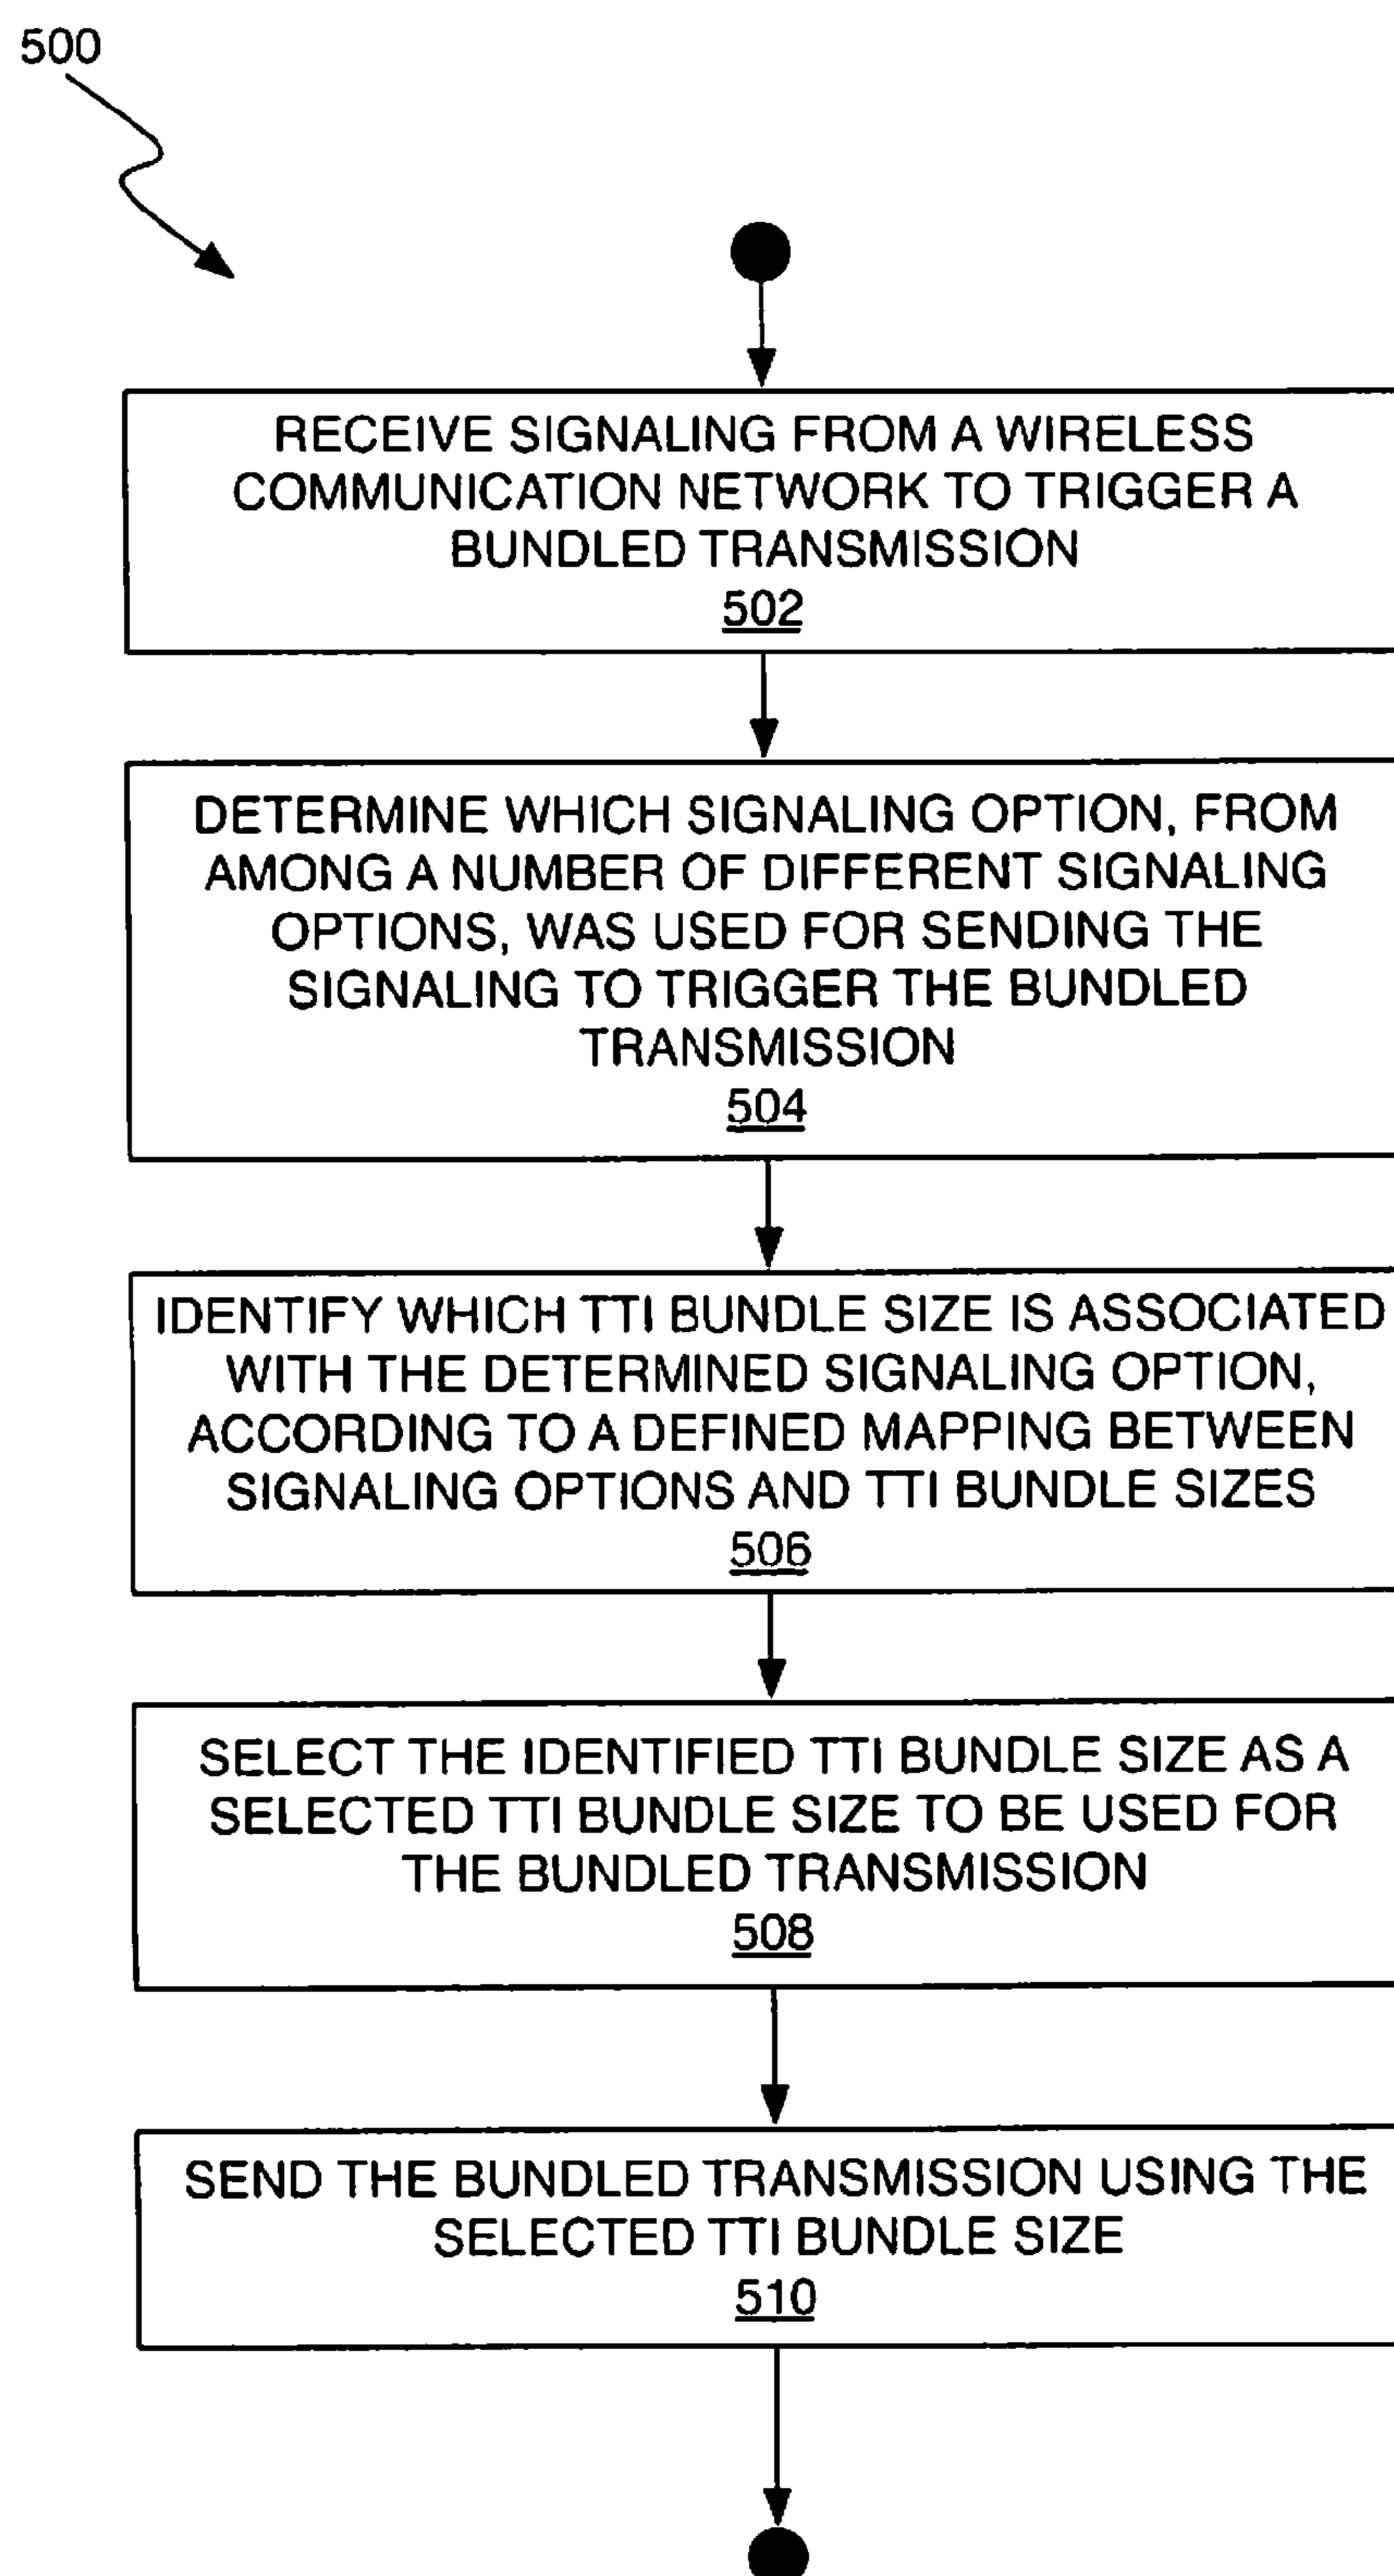 500
RECEIVE SIGNALING FROM A WIRELESS
COMMUNICATION NETWORK TO TRIGGER A
BUNDLED TRANSMISSION
502
DETERMINE WHICH SIGNALING OPTION, FROM
AMONG A NUMBER OF DIFFERENT SIGNALING
OPTIONS, WAS USED FOR SENDING THE
SIGNALING TO TRIGGER THE BUNDLED
TRANSMISSION
504
IDENTIFY WHICH TTI BUNDLE SIZE IS ASSOCIATED
WITH THE DETERMINED SIGNALING OPTION,
ACCORDING TO A DEFINED MAPPING BETWEEN
SIGNALING OPTIONS AND TTI BUNDLE SIZES
506
SELECT THE IDENTIFIED TTI BUNDLE SIZE AS A
SELECTED TTI BUNDLE SIZE TO BE USED FOR
THE BUNDLED TRANSMISSION
508
SEND THE BUNDLED TRANSMISSION USING THE
SELECTED TTI BUNDLE SIZE
510